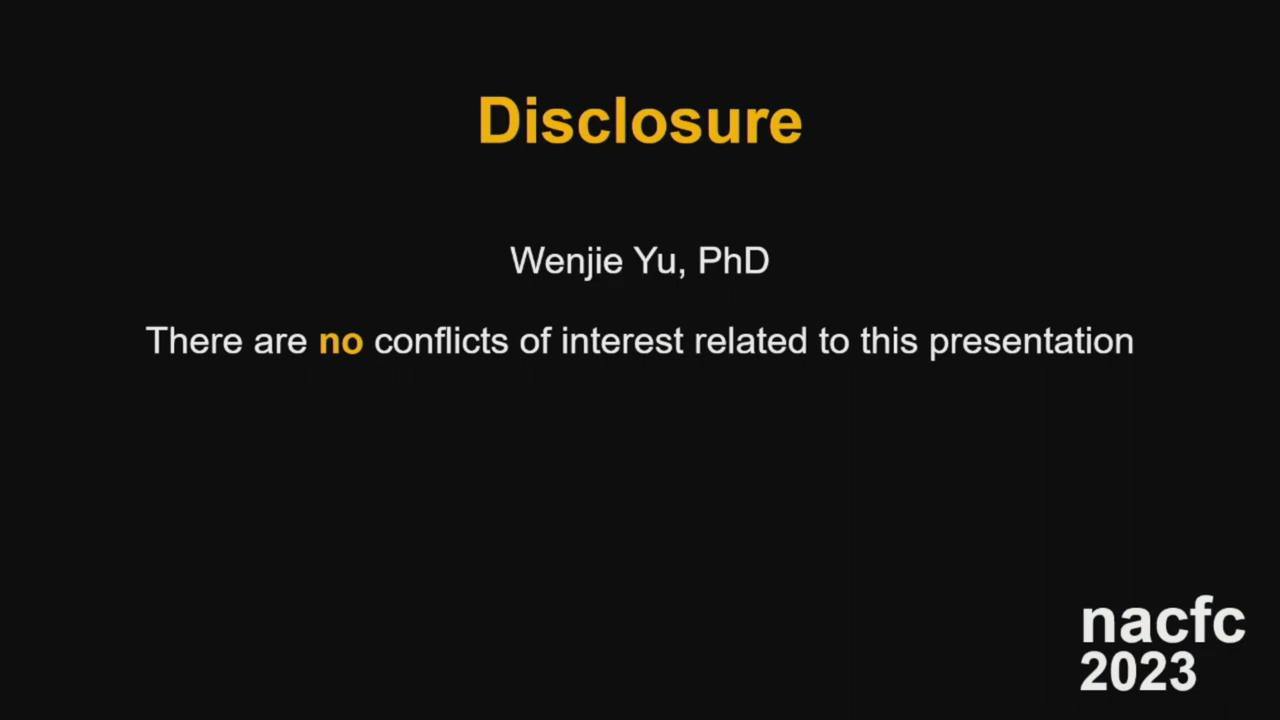 Disclosure
Wenjie Yu, PhD
There are no conflicts of interest related to this presentation
nacfc
2023